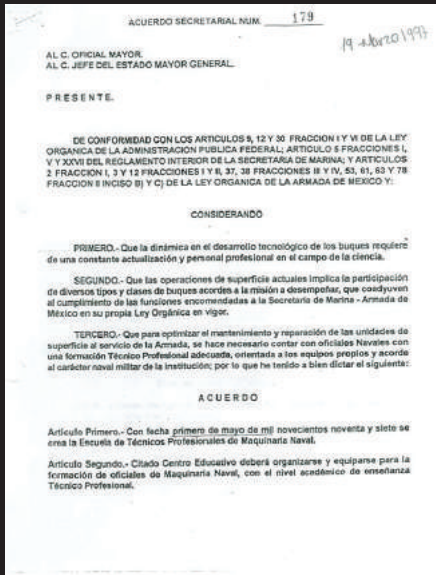 ACUERDO SECRETARIAL NUM. 179
19 Marzo 1997
AL C. OFICIAL MAYOR.
AL C. JEFE DEL ESTADO MAYOR GENERAL.
P R E S E N T E.
DE CONFORMIDAD CON LOS ARTICULOS 9, 12 Y 30 FRACCION I Y VI DE LA LEY
ORGANICA DE LA ADMINISTRACION PUBLICA FEDERAL; ARTICULO 5 FRACCIONES I,
V Y XXVII DEL REGLAMENTO INTERIOR DE LA SECRETARIA DE MARINA; Y ARTICULOS
2 FRACCION I, 3 Y 12 FRACCIONES I Y II, 37, 38 FRACCIONES III Y IV, 53, 61, 63 Y 78
FRACCION II INCISO B) Y C) DE LA LEY ORGANICA DE LA ARMADA DE MEXICO Y:
CONSIDERANDO
PRIMERO.- Que la dinámica en el desarrollo tecnológico de los buques requiere
de una constante actualización y personal profesional en el campo de la ciencia.
SEGUNDO.- Que las operaciones de superficie actuales implica la participación
de diversos tipos y clases de buques acordes a la misión a desempeñar, que coadyuven
al cumplimiento de las funciones encomendadas a la Secretaría de Marina - Armada de
México en su propia Ley Orgánica en vigor.
TERCERO.- Que para optimizar el mantenimiento y reparación de las unidades de
superficie al servicio de la Armada, se hace necesario contar con oficiales Navales con
una formación Técnico Profesional adecuada, orientada a los equipos propios y acorde
al carácter naval militar de la institución; por lo que he tenido a bien dictar el siguiente:
A C U E R D O
Artículo Primero.- Con fecha primero de mayo de mil novecientos noventa y siete se
crea la Escuela de Técnicos Profesionales de Maquinaria Naval.
Artículo Segundo.- Citado Centro Educativo deberá organizarse y equiparse para la
formación de oficiales de Maquinaria Naval, con el nivel académico de enseñanza
Técnico Profesional.